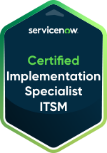 servicenow
Certified
Implementation
Specialist
ITSM